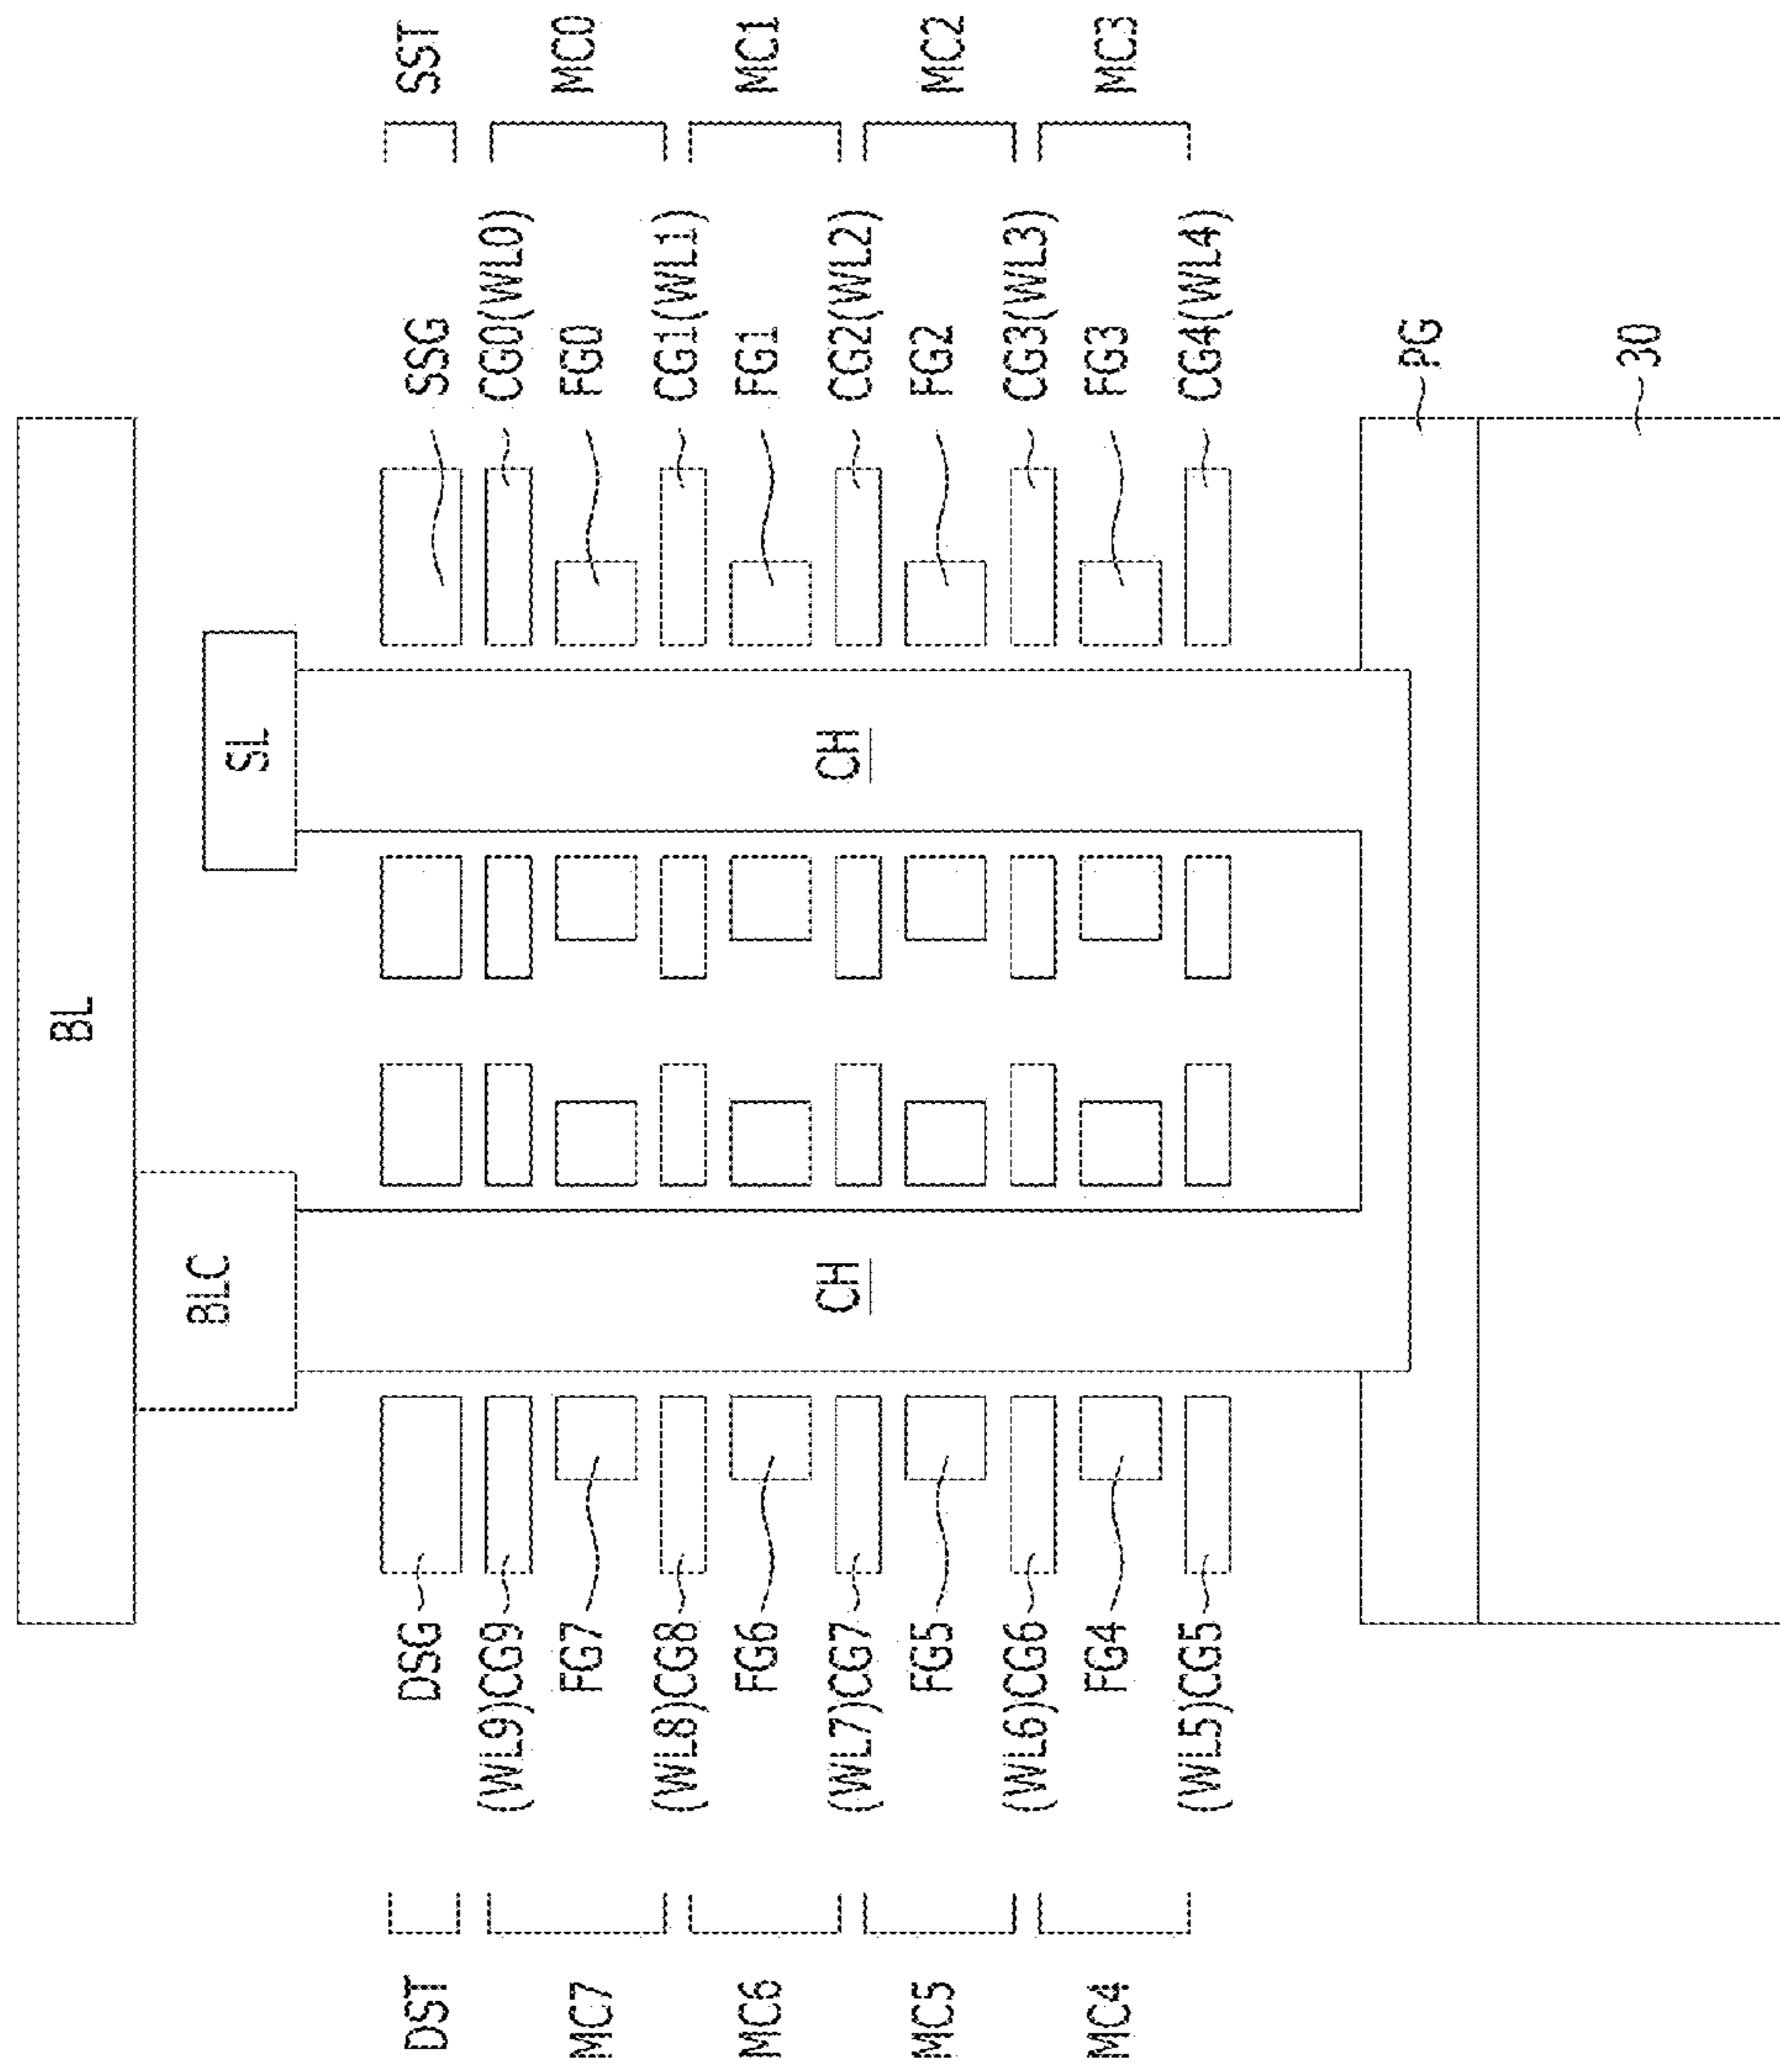 BL
BLC
SL
CH
CH
DST
MC7
MC6
MC5
MC4
DSG
(WL9)CG9
FG7
(WL8)CG8
FG6
(WL7)CG7
FG5
(WL6)CG6
FG4
(WL5)CG5
SSG
CG0(WL0)
FG0
CG1(WL1)
FG1
CG2(WL2)
FG2
CG3(WL3)
FG3
CG4(WL4)
PG
30
SST
MC0
MC1
MC2
MC3